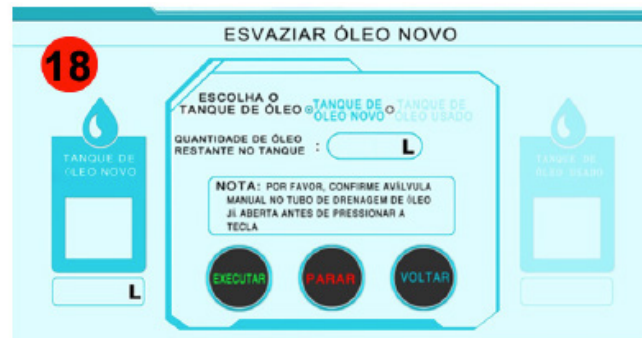 ESVAZIAR ÓLEO NOVO
18
ESCOLHA O
TANQUE DE ÓLEO
TANQUE DE
ÓLEO NOVO
TANQUE DE
ÓLEO USADO
QUANTIDADE DE ÓLEO
RESTANTE NO TANQUE :
L
NOTA: POR FAVOR, CONFIRME AVÁLVULA
MANUAL NO TUBO DE DRENAGEM DE ÓLEO
JÍ ABERTA ANTES DE PRESSIONAR A
TECLA
EXECUTAR
PARAR
VOLTAR
TANQUE DE
ÓLEO NOVO
L
TANQUE DE
ÓLEO USADO